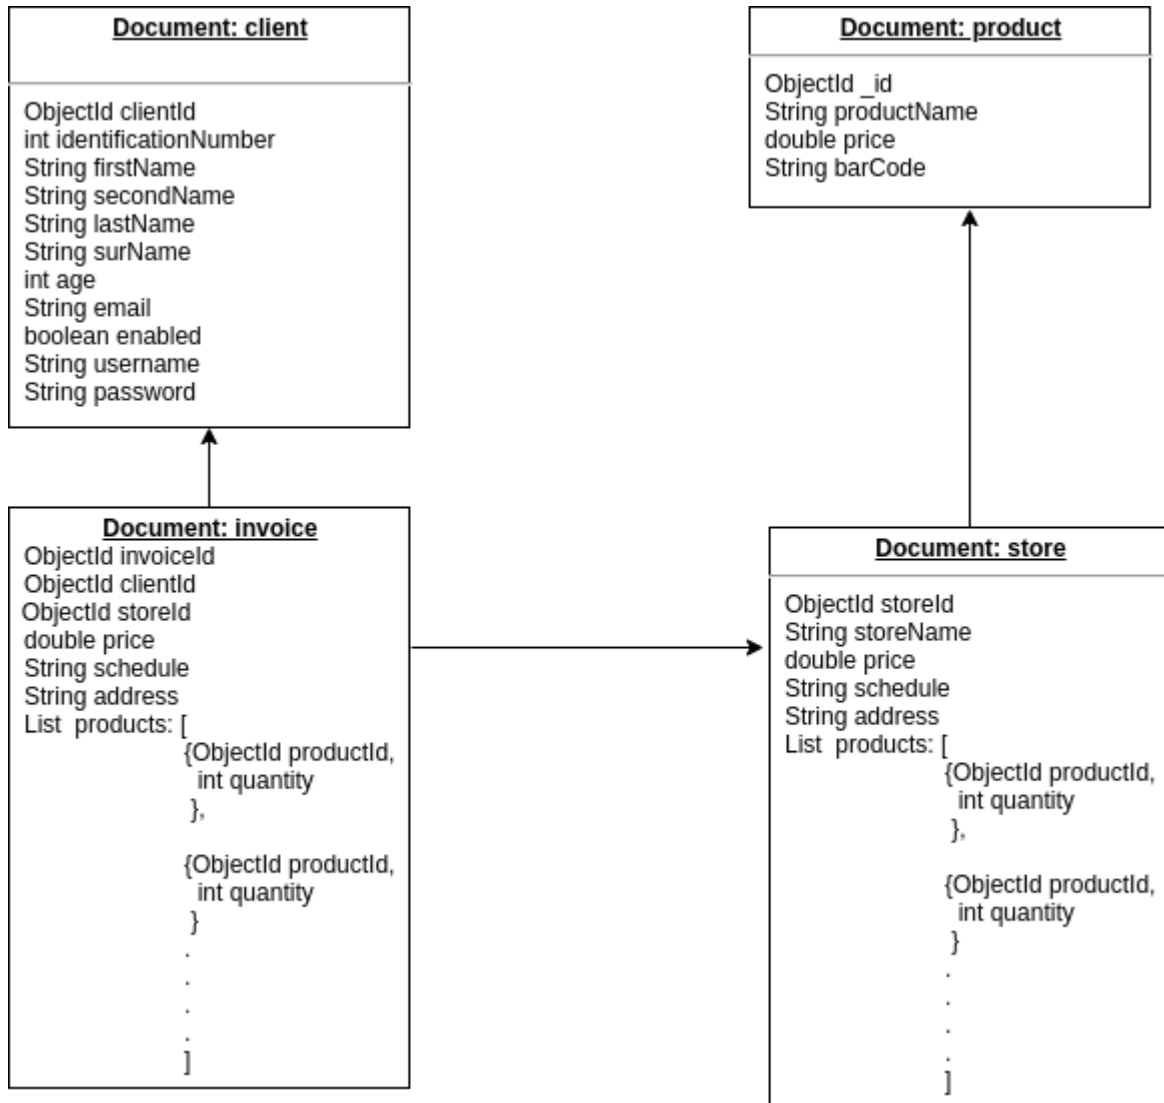 Document: client
ObjectId clientId
int identificationNumber
String firstName
String secondName
String lastName
String surName
int age
String email
boolean enabled
String username
String password
Document: product
ObjectId _id
String productName
double price
String barCode
Document: invoice
ObjectId invoiceId
ObjectId clientId
ObjectId storeId
double price
String schedule
String address
List  products: [
{ObjectId productId,
int quantity
},
{ObjectId productId,
int quantity
}
.
.
.
.
]
Document: store
ObjectId storeId
String storeName
double price
String schedule
String address
List  products: [
{ObjectId productId,
int quantity
},
{ObjectId productId,
int quantity
}
.
.
.
.
]